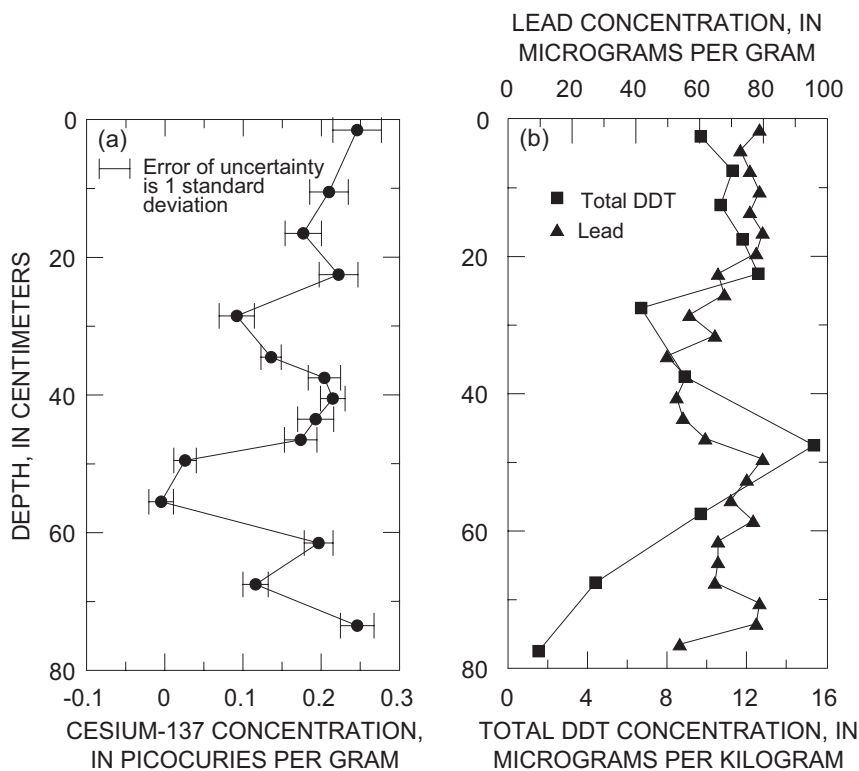 LEAD CONCENTRATION, IN
MICROGRAMS PER GRAM
0 20 40 60 80 100
0
20
40
60
80
DEPTH, IN CENTIMETERS
(a)
Error of uncertainty
is 1 standard
deviation
-0.1 0 0.1 0.2 0.3
CESIUM-137 CONCENTRATION,
IN PICOCURIES PER GRAM
0
20
40
60
80
(b)
Total DDT
Lead
0 4 8 12 16
TOTAL DDT CONCENTRATION, IN
MICROGRAMS PER KILOGRAM